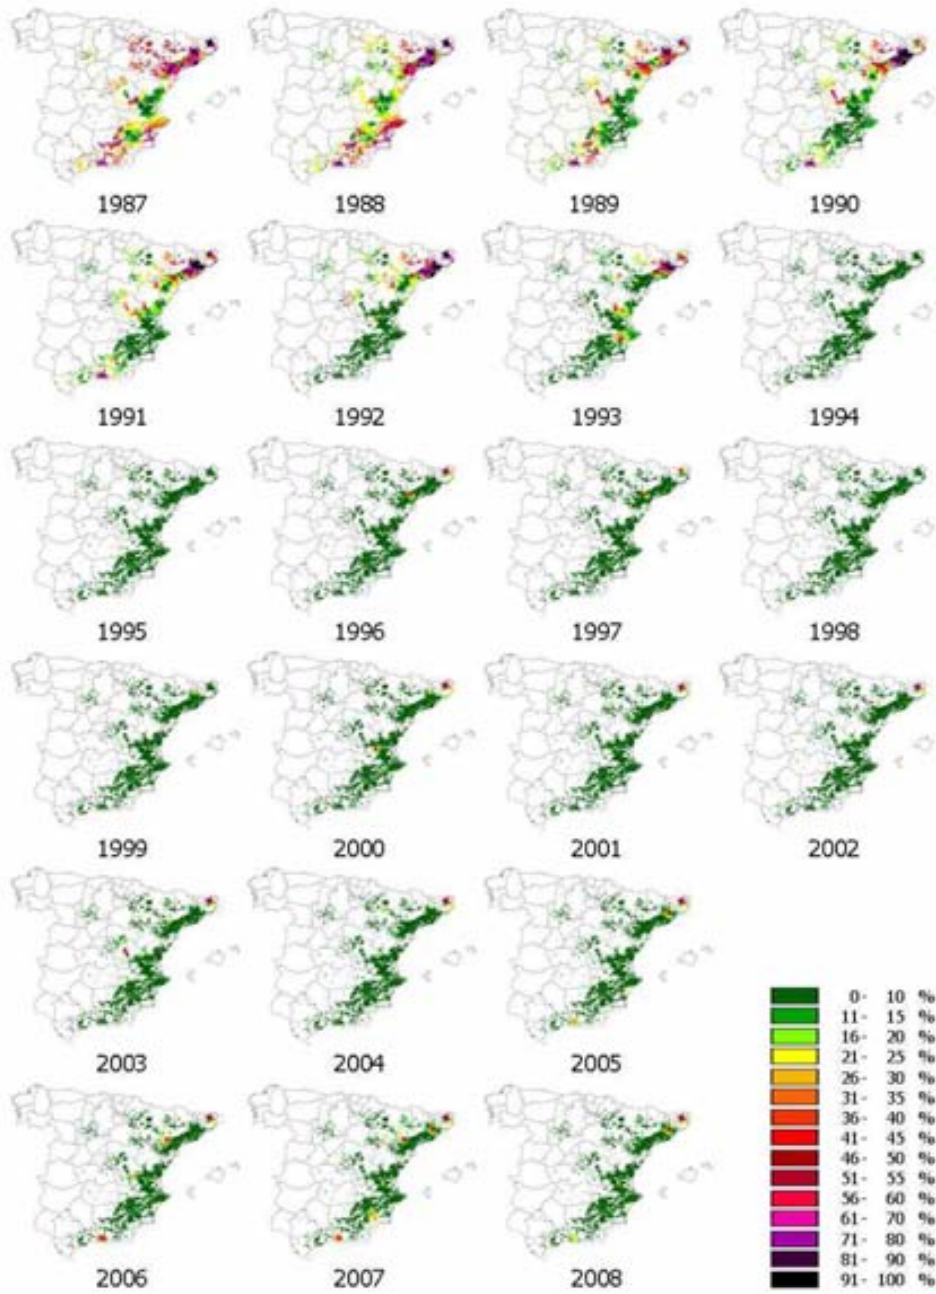 1987 1988 1989 1990
1991 1992 1993 1994
1995 1996 1997 1998
1999 2000 2001 2002
2003 2004 2005
0- 10 %
11- 15 %
16- 20 %
21- 25 %
26- 30 %
31- 35 %
36- 40 %
41- 45 %
46- 50 %
51- 55 %
56- 60 %
61- 70 %
71- 80 %
81- 90 %
91- 100 %
2006 2007 2008